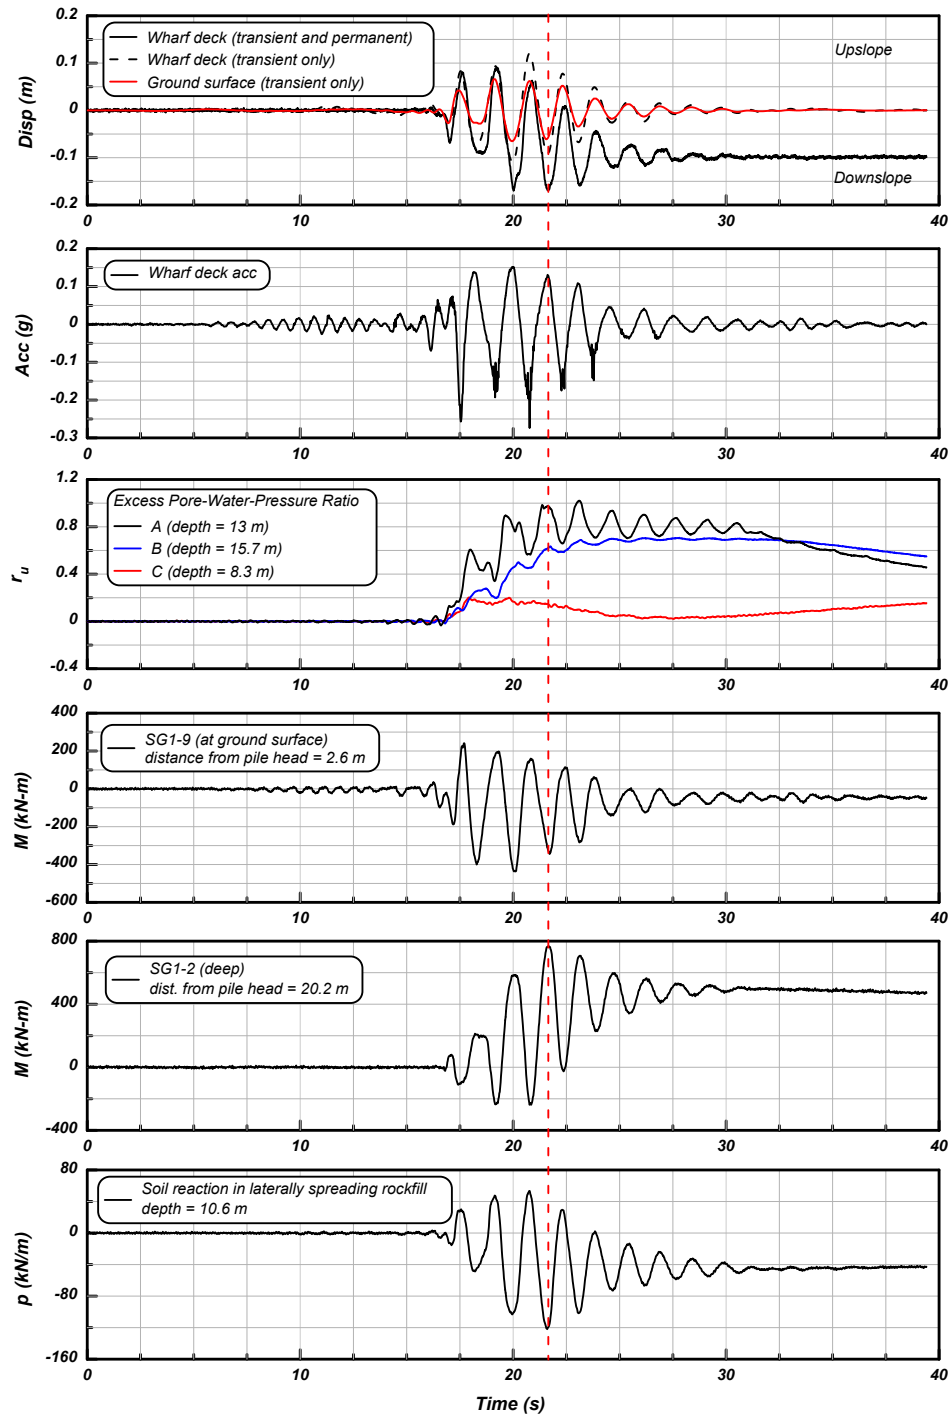 0.2
0.1
0
-0.1
-0.2
Disp (m)
Wharf deck (transient and permanent)
Wharf deck (transient only)
Ground surface (transient only)
Upslope
Downslope
0
10
20
30
40
0.2
0.1
0
-0.1
-0.2
-0.3
Acc (g)
Wharf deck acc
0
10
20
30
40
1.2
0.8
0.4
0
-0.4
r_u
Excess Pore-Water-Pressure Ratio
A (depth = 13 m)
B (depth = 15.7 m)
C (depth = 8.3 m)
0
10
20
30
40
400
200
0
-200
-400
-600
M (kN-m)
SG1-9 (at ground surface)
distance from pile head = 2.6 m
0
10
20
30
40
800
400
0
-400
M (kN-m)
SG1-2 (deep)
dist. from pile head = 20.2 m
0
10
20
30
40
80
0
-80
-160
p (kN/m)
Soil reaction in laterally spreading rockfill
depth = 10.6 m
0
10
20
30
40
Time (s)